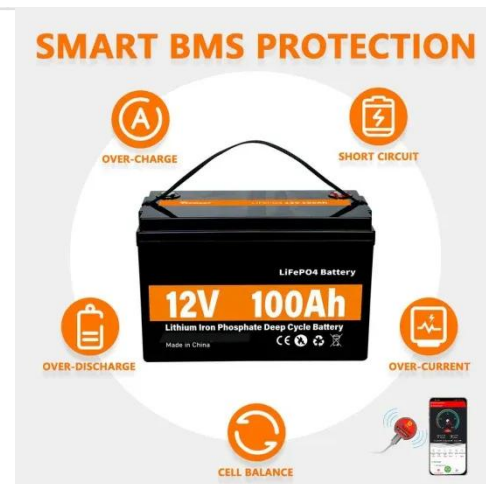 SMART BMS PROTECTION
OVER-CHARGE
SHORT CIRCUIT
LiFePO4 Battery
12V 100Ah
Lithium Iron Phosphate Deep Cycle Battery
Made in China
CE
OVER-DISCHARGE
OVER-CURRENT
CELL BALANCE